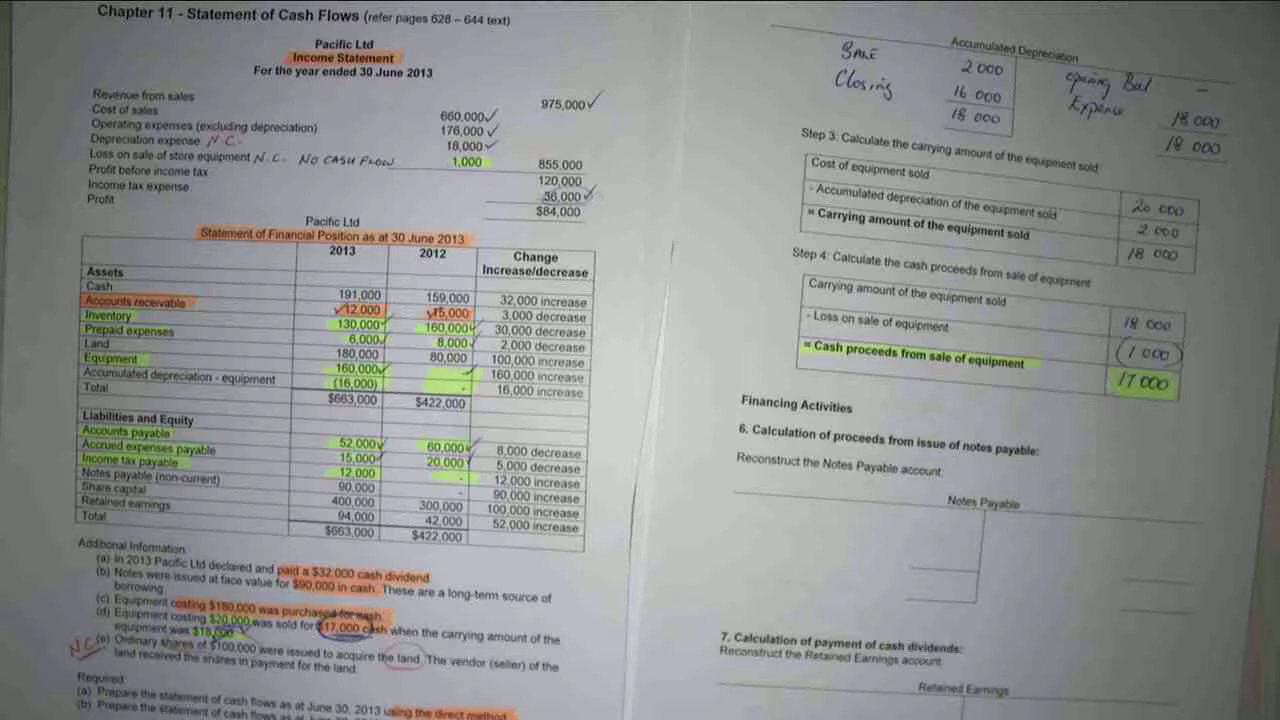 Chapter 11 - Statement of Cash Flows (refer pages 628 – 644 text)
Pacific Ltd
Income Statement
For the year ended 30 June 2013
Revenue from sales 975,000
Cost of sales 660,000
Operating expenses (excluding depreciation) 176,000
Depreciation expense N.C. 18,000
Loss on sale of store equipment N.C. NO CASH FLOW 1,000 855,000
Profit before income tax 120,000
Income tax expense 36,000
Profit $84,000
Pacific Ltd
Statement of Financial Position as at 30 June 2013
2013 2012 Change
Increase/decrease
Assets
Cash 191,000 159,000 32,000 increase
Accounts receivable 12,000 15,000 3,000 decrease
Inventory 130,000 160,000 30,000 decrease
Prepaid expenses 6,000 8,000 2,000 decrease
Land 180,000 80,000 100,000 increase
Equipment 160,000 - 160,000 increase
Accumulated depreciation - equipment (16,000) - 16,000 increase
Total $663,000 $422,000
Liabilities and Equity
Accounts payable 52,000 60,000 8,000 decrease
Accrued expenses payable 15,000 20,000 5,000 decrease
Income tax payable 12,000 - 12,000 increase
Notes payable (non-current) 90,000 - 90,000 increase
Share capital 400,000 300,000 100,000 increase
Retained earnings 94,000 42,000 52,000 increase
Total $663,000 $422,000
Additional Information
(a) In 2013 Pacific Ltd declared and paid a $32,000 cash dividend
(b) Notes were issued at face value for $90,000 in cash. These are a long-term source of
borrowing
(c) Equipment costing $180,000 was purchased for cash.
(d) Equipment costing $20,000 was sold for $17,000 cash when the carrying amount of the
equipment was $18,000
NC (e) Ordinary shares of $100,000 were issued to acquire the land. The vendor (seller) of the
land received the shares in payment for the land.
Required:
(a) Prepare the statement of cash flows as at June 30, 2013 using the direct method
(b) Prepare the statement of cash flows as at
Accumulated Depreciation
2 000 opening Bal -
Closing 16 000 Expense 18 000
18 000 18 000
Step 3: Calculate the carrying amount of the equipment sold
Cost of equipment sold 20 000
- Accumulated depreciation of the equipment sold 2 000
= Carrying amount of the equipment sold 18 000
Step 4: Calculate the cash proceeds from sale of equipment
Carrying amount of the equipment sold 18 000
- Loss on sale of equipment (1 000)
= Cash proceeds from sale of equipment 17 000
Financing Activities
6. Calculation of proceeds from issue of notes payable:
Reconstruct the Notes Payable account:
Notes Payable
7. Calculation of payment of cash dividends:
Reconstruct the Retained Earnings account:
Retained Earnings